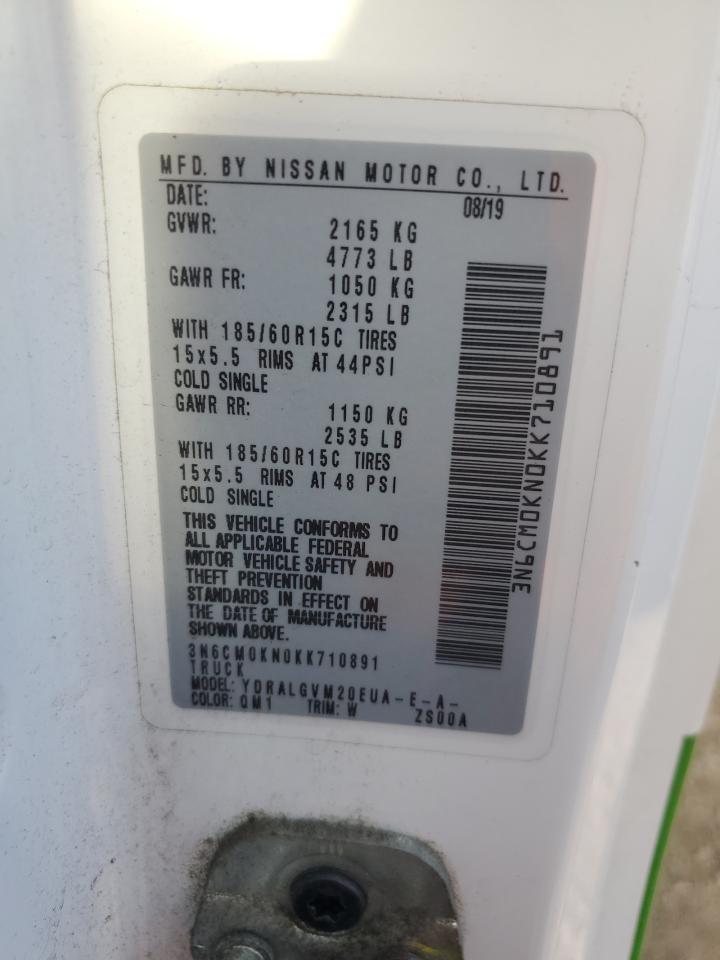 MFD. BY NISSAN MOTOR CO., LTD.
DATE: 08/19
GVWR: 2165 KG
4773 LB
GAWR FR: 1050 KG
2315 LB
WITH 185/60R15C TIRES
15x5.5 RIMS AT 44PSI
COLD SINGLE
GAWR RR: 1150 KG
2535 LB
WITH 185/60R15C TIRES
15x5.5 RIMS AT 48 PSI
COLD SINGLE
THIS VEHICLE CONFORMS TO
ALL APPLICABLE FEDERAL
MOTOR VEHICLE SAFETY AND
THEFT PREVENTION
STANDARDS IN EFFECT ON
THE DATE OF MANUFACTURE
SHOWN ABOVE.
3N6CM0KN0KK710891
TRUCK
MODEL: YDRALGVM20EUA-E-A-
COLOR: QM1 TRIM: W ZS00A
3N6CM0KN0KK710891